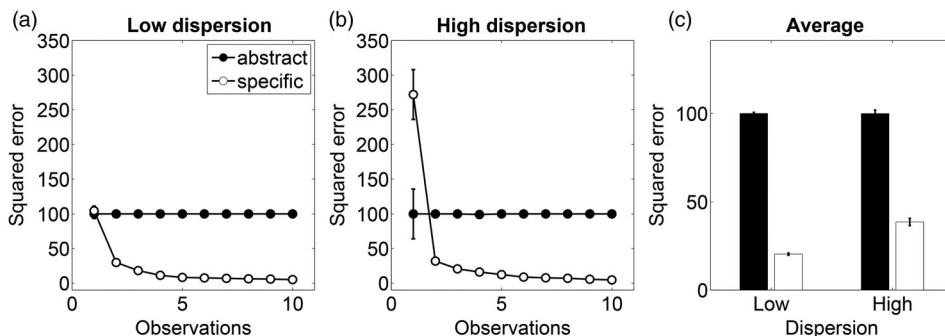 (a)
Low dispersion
350
300
250
200
150
100
50
0
0
5
10
Squared error
Observations
abstract
specific
(b)
High dispersion
350
300
250
200
150
100
50
0
0
5
10
Squared error
Observations
(c)
Average
100
50
0
Low
High
Squared error
Dispersion